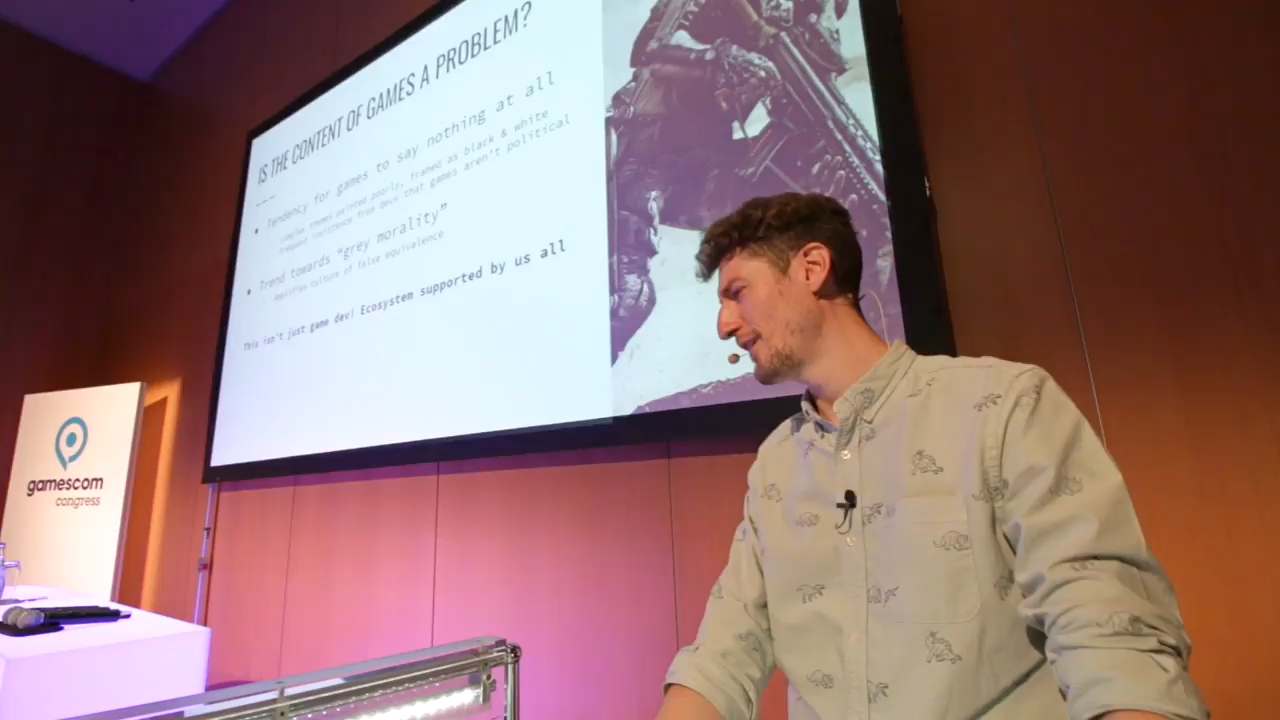 IS THE CONTENT OF GAMES A PROBLEM?
Tendency for games to say nothing at all
Complex themes painted poorly, framed as black & white
Frequent insistence from devs that games aren't political
Trend towards "grey morality"
Amplifies culture of false equivalence
This isn't just game dev! Ecosystem supported by us all
gamescom
congress